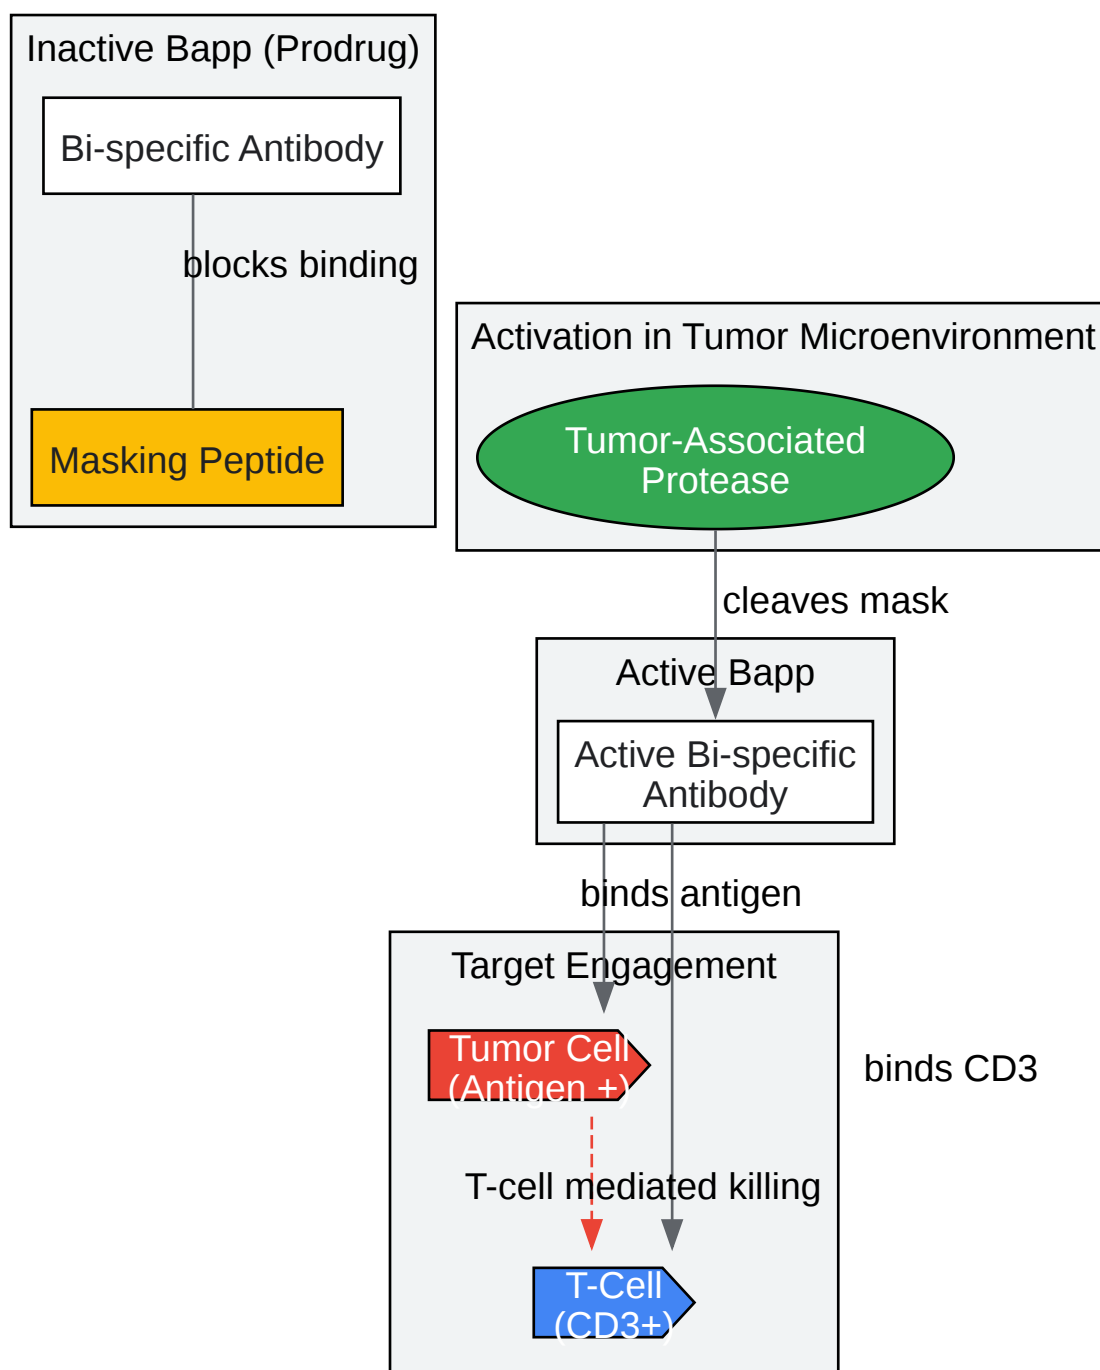 Inactive Bapp (Prodrug)
Bi-specific Antibody
blocks binding
Masking Peptide
Activation in Tumor Microenvironment
Tumor-Associated
Protease
cleaves mask
Active Bapp
Active Bi-specific
Antibody
binds antigen
Target Engagement
Tumor Cell
(Antigen +)
binds CD3
T-cell mediated killing
T-Cell
(CD3+)